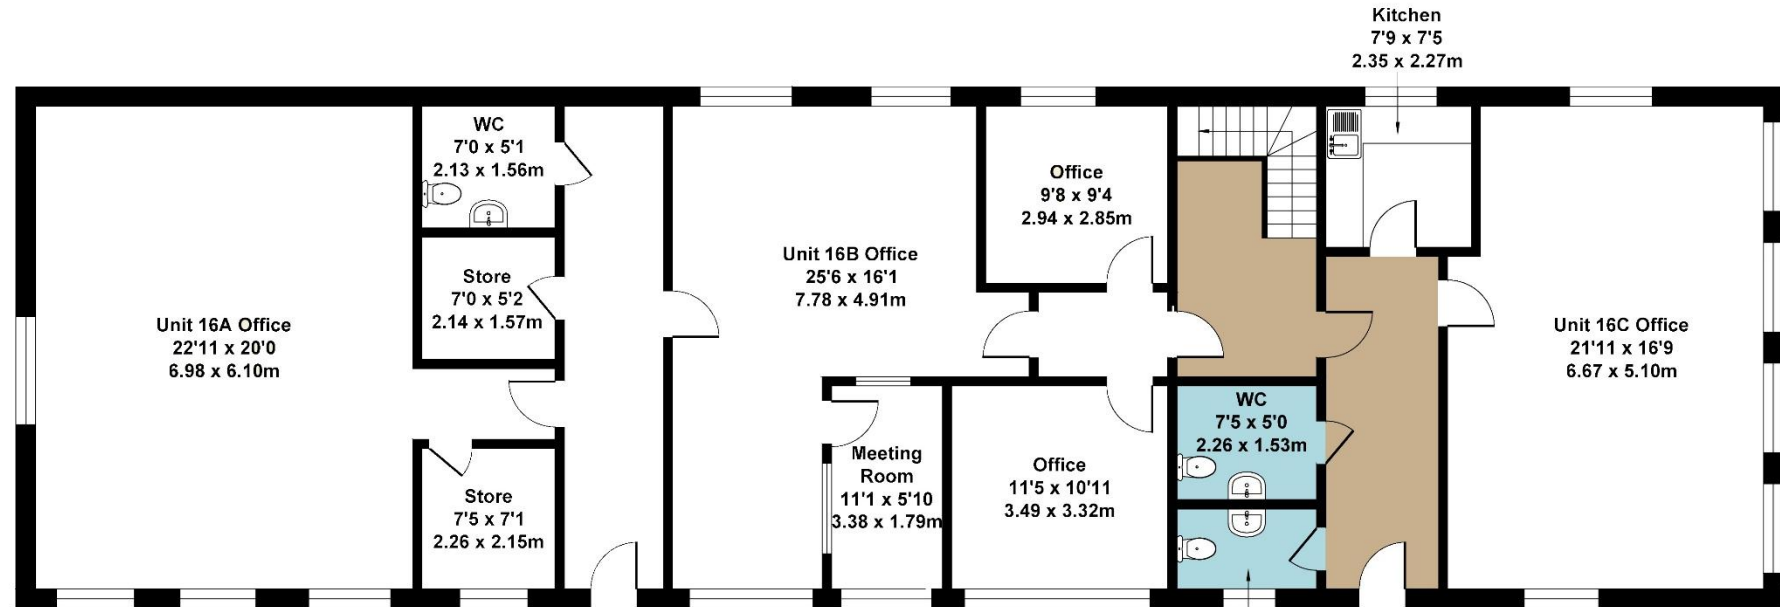 Kitchen
7'9 x 7'5
2.35 x 2.27m
WC
7'0 x 5'1
2.13 x 1.56m
Store
7'0 x 5'2
2.14 x 1.57m
Unit 16A Office
22'11 x 20'0
6.98 x 6.10m
Store
7'5 x 7'1
2.26 x 2.15m
Unit 16B Office
25'6 x 16'1
7.78 x 4.91m
Office
9'8 x 9'4
2.94 x 2.85m
Meeting
Room
11'1 x 5'10
3.38 x 1.79m
Office
11'5 x 10'11
3.49 x 3.32m
WC
7'5 x 5'0
2.26 x 1.53m
Unit 16C Office
21'11 x 16'9
6.67 x 5.10m